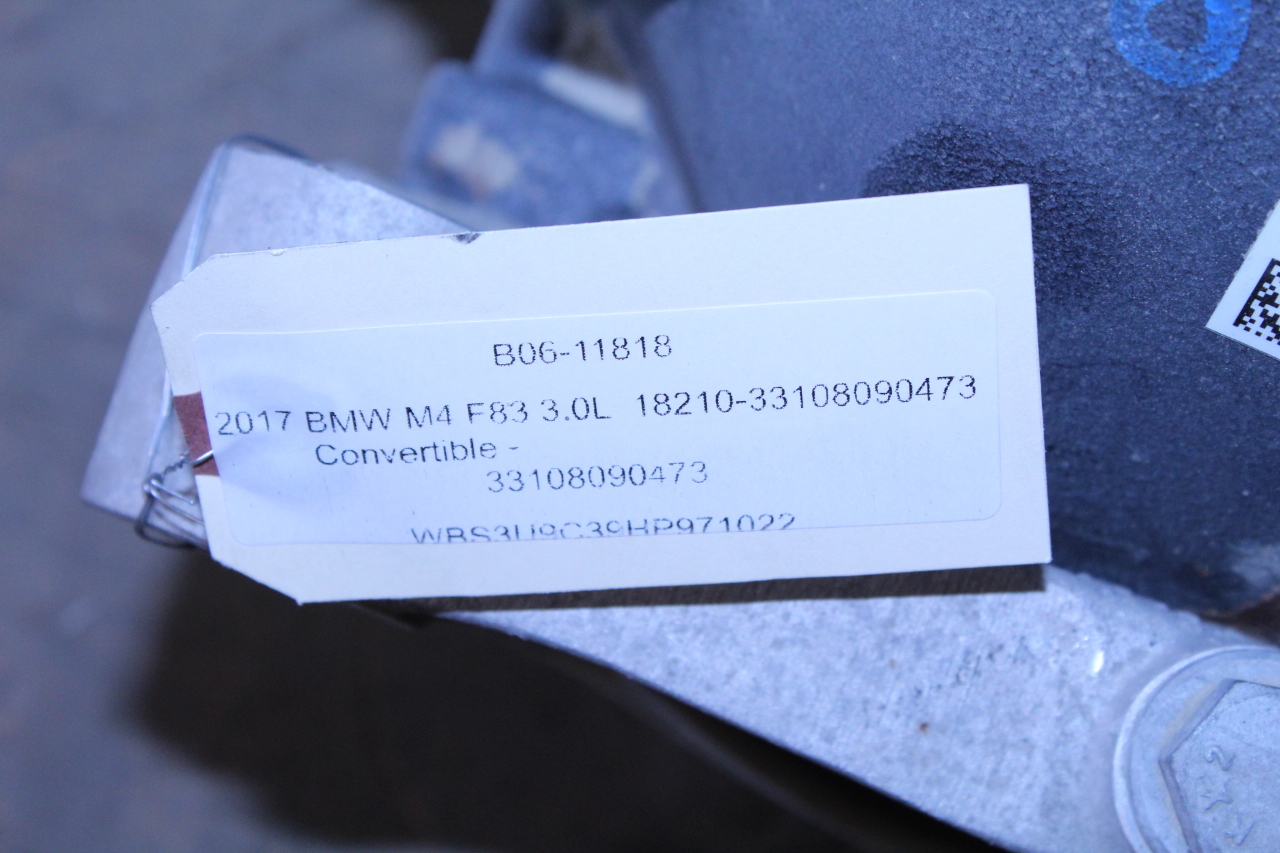 B06-11818
2017 BMW M4 F83 3.0L 18210-33108090473
Convertible -
33108090473
WBS3U9C39HP971022